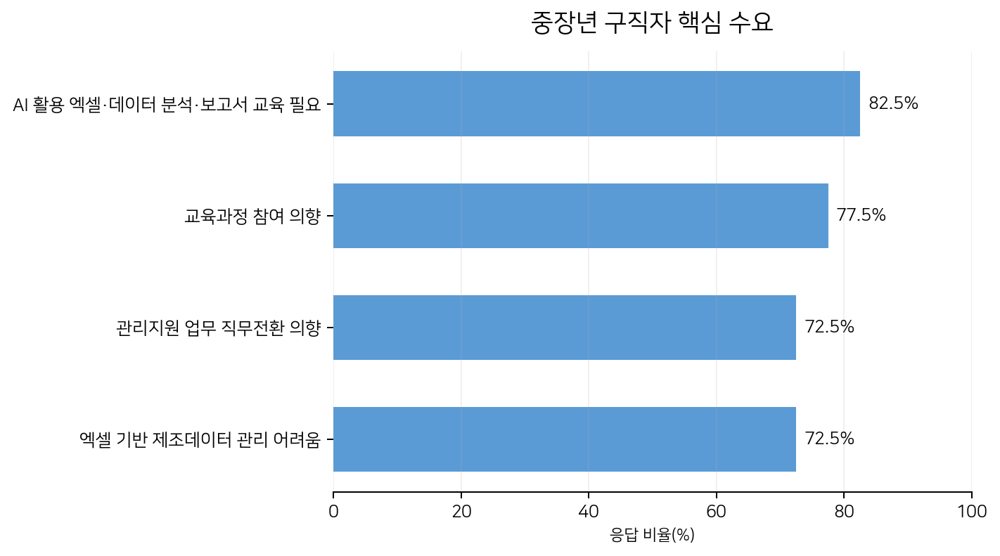 중장년 구직자 핵심 수요
AI 활용 엑셀·데이터 분석·보고서 교육 필요
82.5%
교육과정 참여 의향
77.5%
관리지원 업무 직무전환 의향
72.5%
엑셀 기반 제조데이터 관리 어려움
72.5%
0 20 40 60 80 100
응답 비율(%)